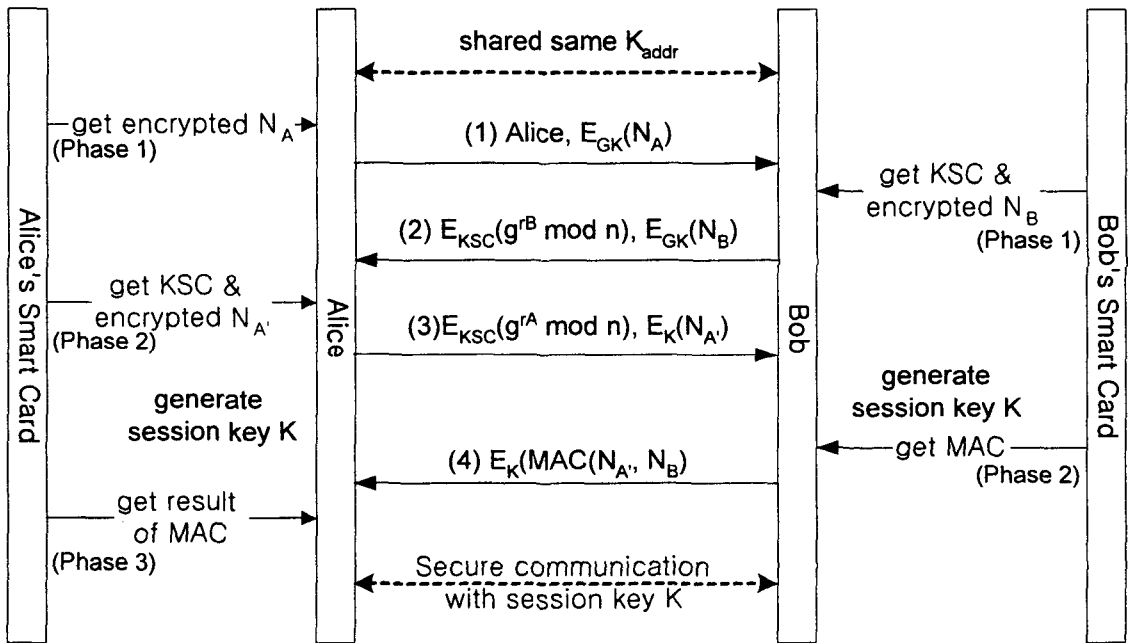 shared same K_addr
get encrypted N_A
(Phase 1)
(1) Alice, E_GK(N_A)
get KSC &
encrypted N_B
(Phase 1)
(2) E_KSC(g^rB mod n), E_GK(N_B)
get KSC &
encrypted N_A'
(Phase 2)
(3)E_KSC(g^rA mod n), E_K(N_A')
Alice's Smart Card
Alice
Bob
Bob's Smart Card
generate
session key K
generate
session key K
get MAC
(Phase 2)
(4) E_K(MAC(N_A', N_B)
get result
of MAC
(Phase 3)
Secure communication
with session key K